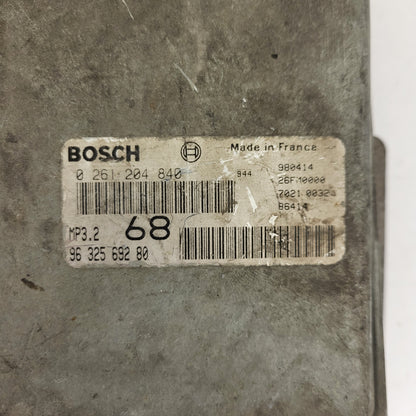 BOSCH Made in France
0 261 204 840 944 980414
26FM0000
7021 0032
B6414
MP3.2 68
96 325 692 80